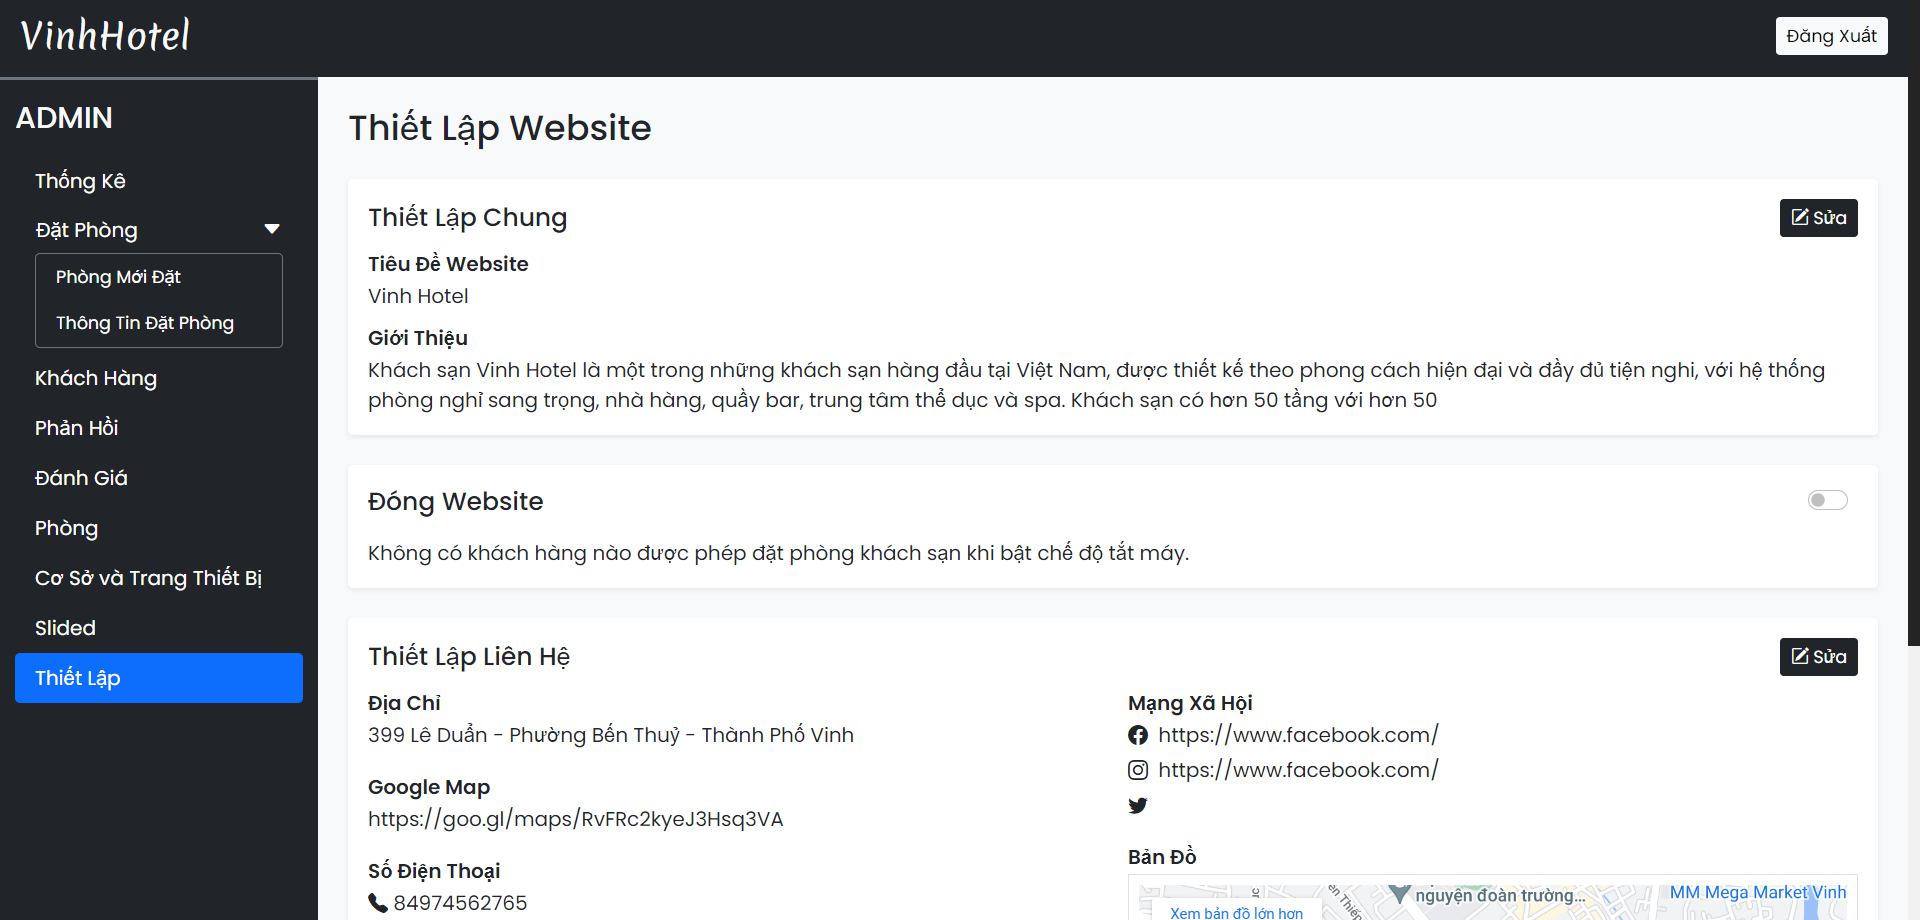 VinhHotel
Đăng Xuất
ADMIN
Thống Kê
Đặt Phòng
Phòng Mới Đặt
Thông Tin Đặt Phòng
Khách Hàng
Phản Hồi
Đánh Giá
Phòng
Cơ Sở và Trang Thiết Bị
Slided
Thiết Lập
Thiết Lập Website
Thiết Lập Chung
Sửa
Tiêu Đề Website
Vinh Hotel
Giới Thiệu
Khách sạn Vinh Hotel là một trong những khách sạn hàng đầu tại Việt Nam, được thiết kế theo phong cách hiện đại và đầy đủ tiện nghi, với hệ thống
phòng nghỉ sang trọng, nhà hàng, quầy bar, trung tâm thể dục và spa. Khách sạn có hơn 50 tầng với hơn 50
Đóng Website
Không có khách hàng nào được phép đặt phòng khách sạn khi bật chế độ tắt máy.
Thiết Lập Liên Hệ
Sửa
Địa Chỉ
399 Lê Duẩn - Phường Bến Thuỷ - Thành Phố Vinh
Google Map
https://goo.gl/maps/RvFRc2kyeJ3Hsq3VA
Số Điện Thoại
84974562765
Mạng Xã Hội
https://www.facebook.com/
https://www.facebook.com/
Bản Đồ
nguyện đoàn trường...
MM Mega Market Vinh
Xem bản đồ lớn hơn